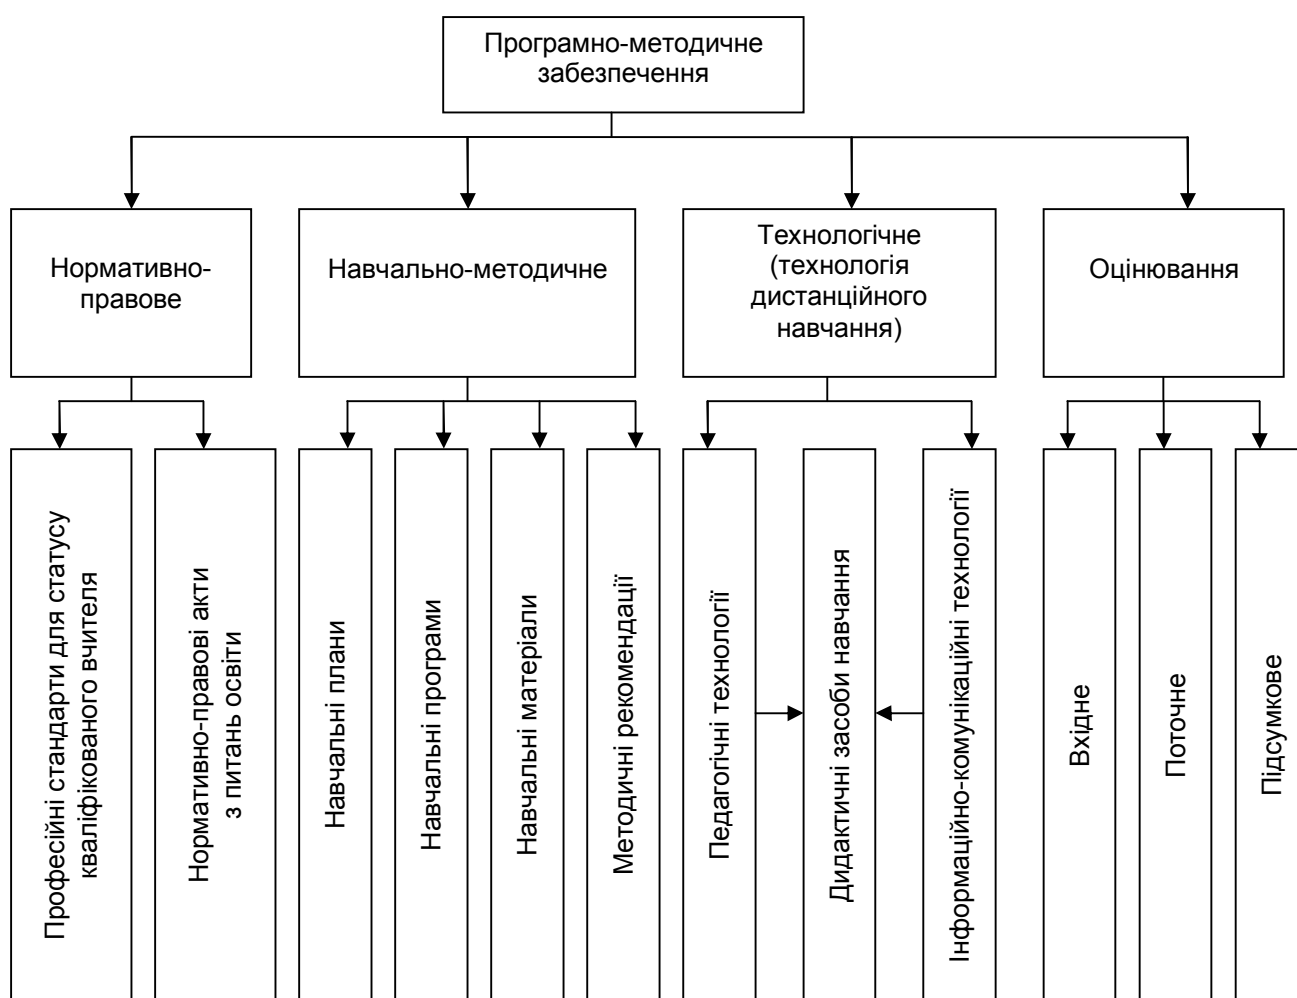 Програмно-методичне
забезпечення
Нормативно-
правове
Навчально-методичне
Технологічне
(технологія
дистанційного
навчання)
Оцінювання
Професійні стандарти для статусу
кваліфікованого вчителя
Нормативно-правові акти
з питань освіти
Навчальні плани
Навчальні програми
Навчальні матеріали
Методичні рекомендації
Педагогічні технології
Дидактичні засоби навчання
Інформаційно-комунікаційні технології
Вхідне
Поточне
Підсумкове